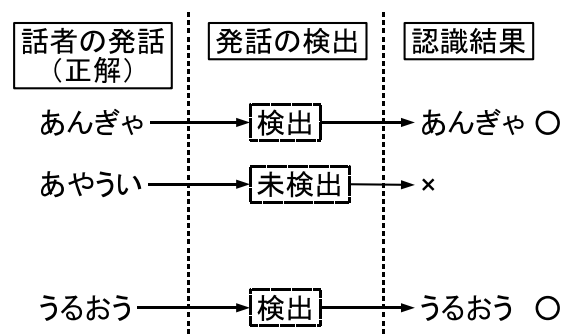 話者の発話
（正解）
発話の検出
認識結果
あんぎゃ
検出
あんぎゃ ○
あやうい
未検出
×
うるおう
検出
うるおう ○